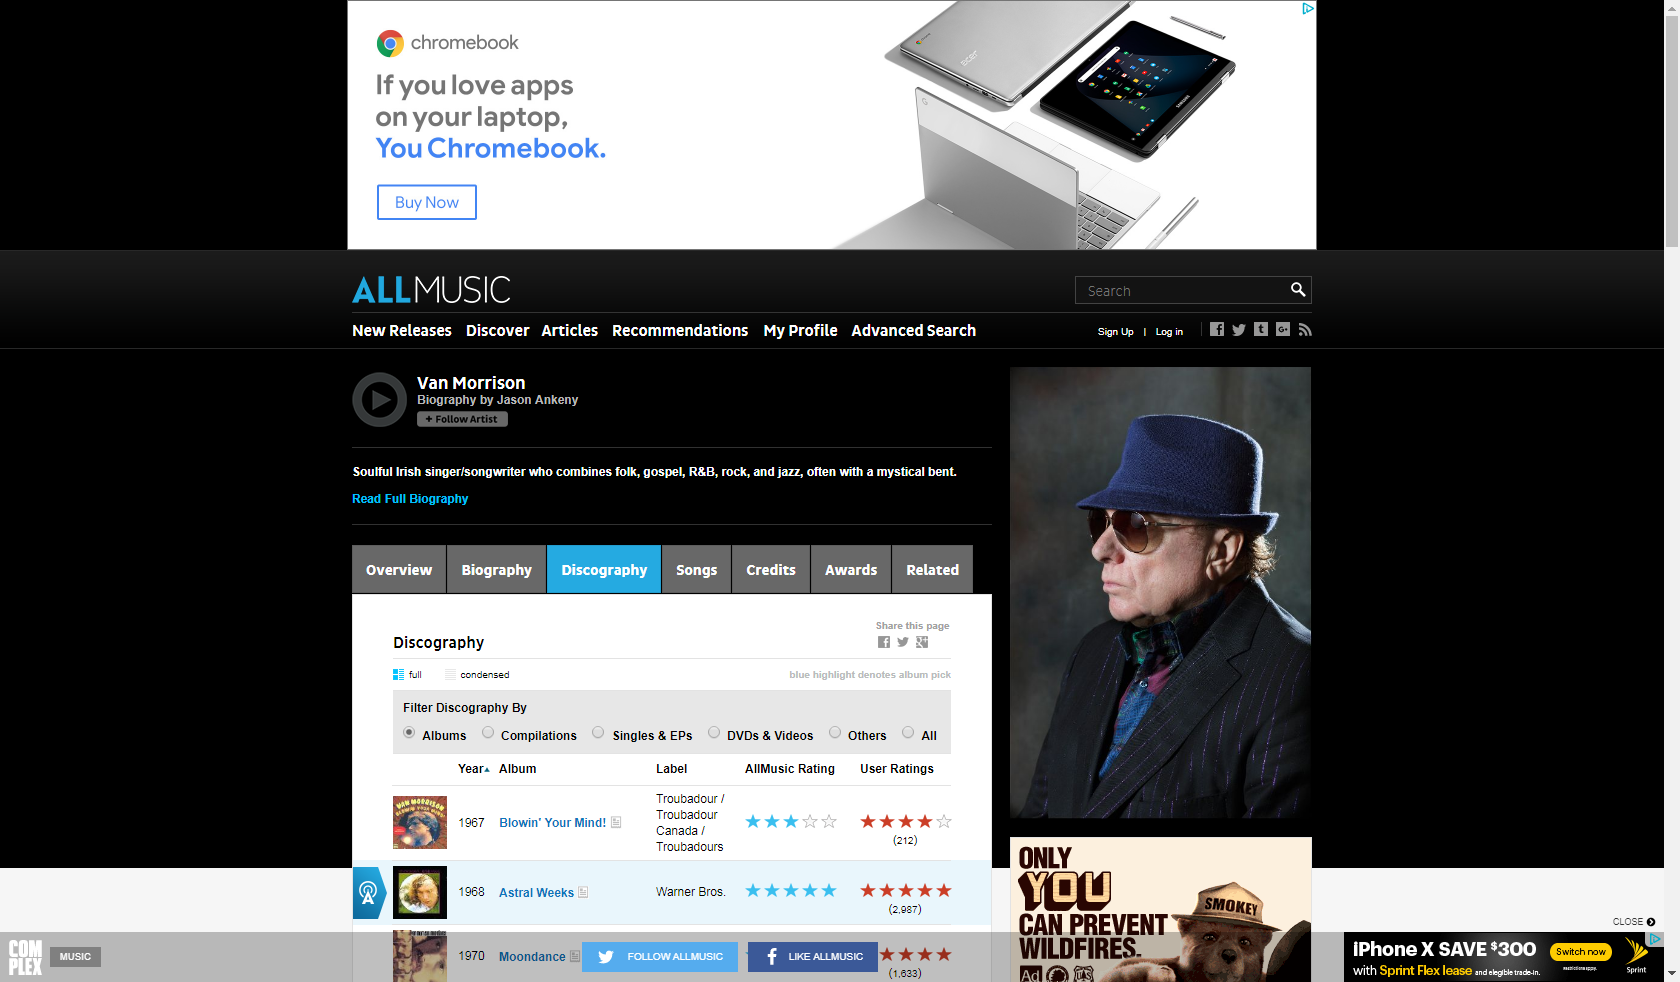 chromebook
If you love apps
on your laptop,
You Chromebook.
Buy Now
ALLMUSIC
Search
New Releases Discover Articles Recommendations My Profile Advanced Search
Sign Up | Log in
Van Morrison
Biography by Jason Ankeny
+ Follow Artist
Soulful Irish singer/songwriter who combines folk, gospel, R&B, rock, and jazz, often with a mystical bent.
Read Full Biography
Overview Biography Discography Songs Credits Awards Related
Share this page
Discography
full condensed blue highlight denotes album pick
Filter Discography By
Albums Compilations Singles & EPs DVDs & Videos Others All
Year Album Label AllMusic Rating User Ratings
VAN MORRISON
1967 Blowin' Your Mind! Troubadour / Troubadour Canada / Troubadours (212)
1968 Astral Weeks Warner Bros. (2,987)
1970 Moondance (1,633)
ONLY
YOU
CAN PREVENT
WILDFIRES.
SMOKEY
Ad
CLOSE
COMPLEX
MUSIC
FOLLOW ALLMUSIC
LIKE ALLMUSIC
iPhone X SAVE $300
with Sprint Flex lease and eligible trade-in.
Switch now
Restrictions apply.
Sprint